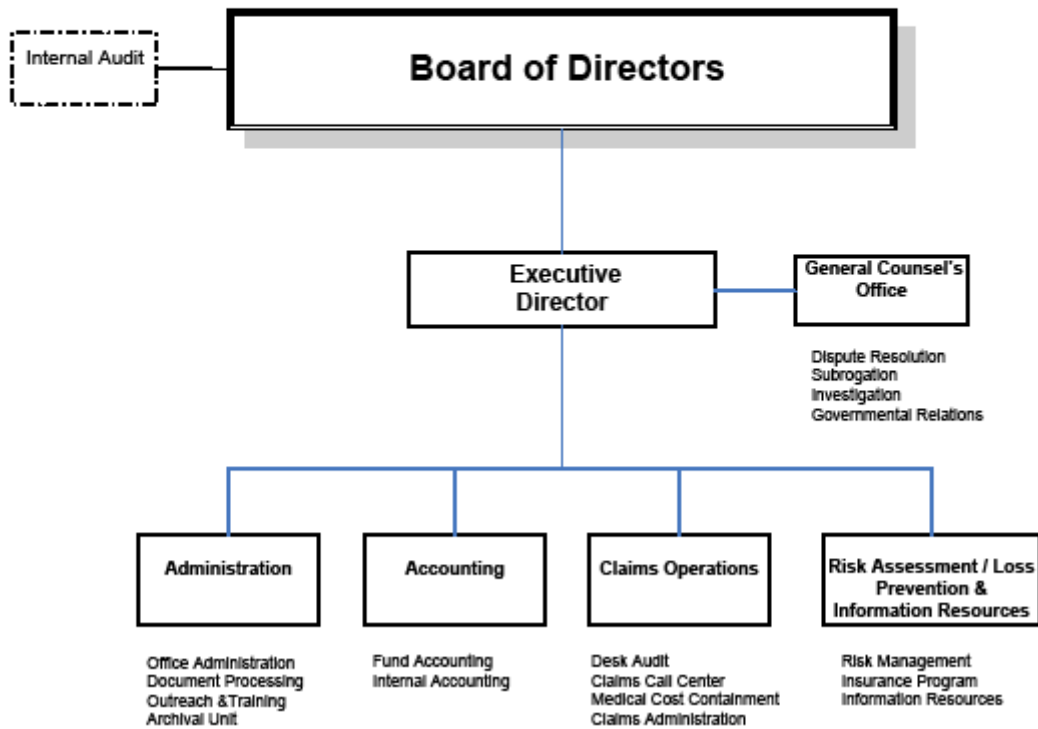 Internal Audit
Board of Directors
Executive
Director
General Counsel's
Office
Dispute Resolution
Subrogation
Investigation
Governmental Relations
Administration
Office Administration
Document Processing
Outreach &Training
Archival Unit
Accounting
Fund Accounting
Internal Accounting
Claims Operations
Desk Audit
Claims Call Center
Medical Cost Containment
Claims Administration
Risk Assessment / Loss
Prevention &
Information Resources
Risk Management
Insurance Program
Information Resources